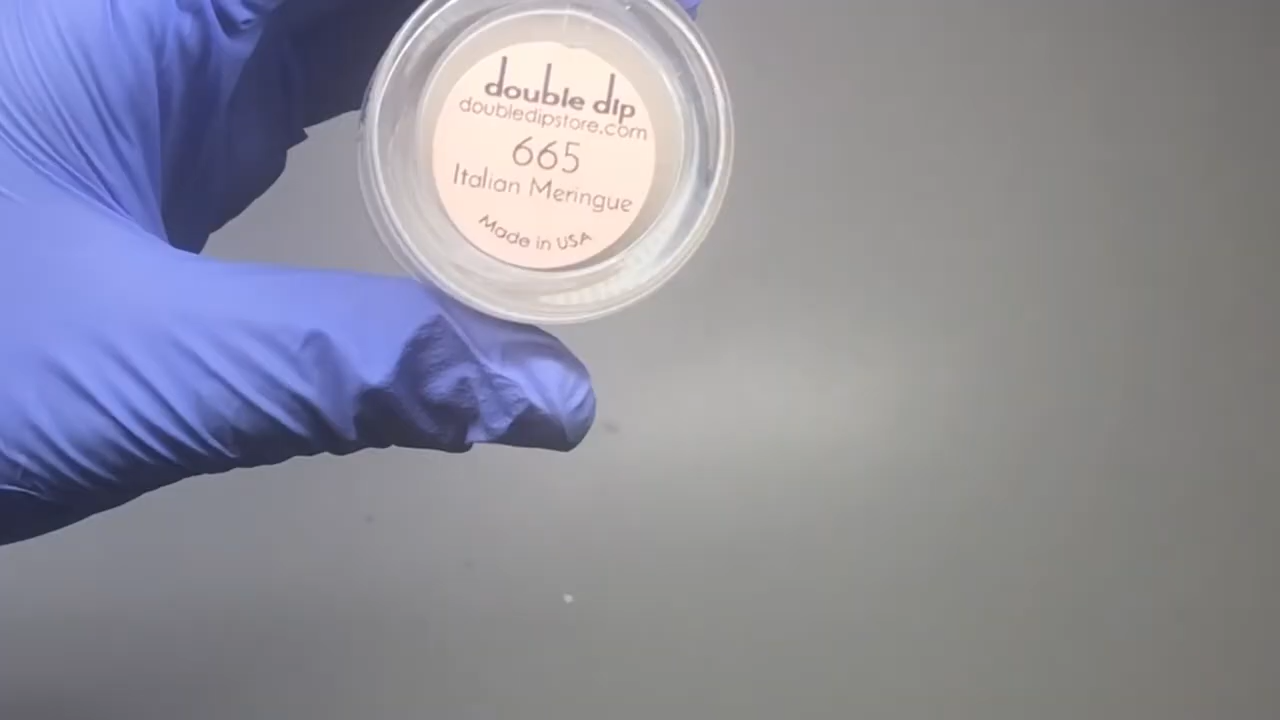 double dip
doubledipstore.com
665
Italian Meringue
Made in USA